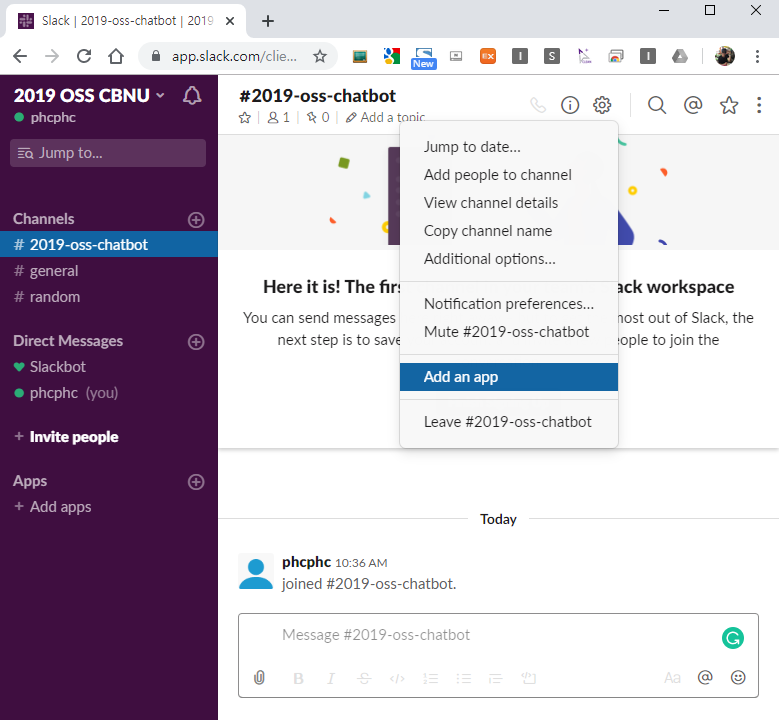 Slack | 2019-oss-chatbot | 2019
app.slack.com/clie...
EX
I
S
I
New
2019 OSS CBNU
phcphc
Jump to...
Channels
# 2019-oss-chatbot
# general
# random
Direct Messages
Slackbot
phcphc (you)
+ Invite people
Apps
+ Add apps
#2019-oss-chatbot
1 | 0 | Add a topic
Jump to date...
Add people to channel
View channel details
Copy channel name
Additional options...
Notification preferences...
Mute #2019-oss-chatbot
Add an app
Leave #2019-oss-chatbot
Here it is! The firs ack workspace
You can send messages most out of Slack, the
next step is to save eople to join the
Today
phcphc 10:36 AM
joined #2019-oss-chatbot.
Message #2019-oss-chatbot
B I S </> Aa @